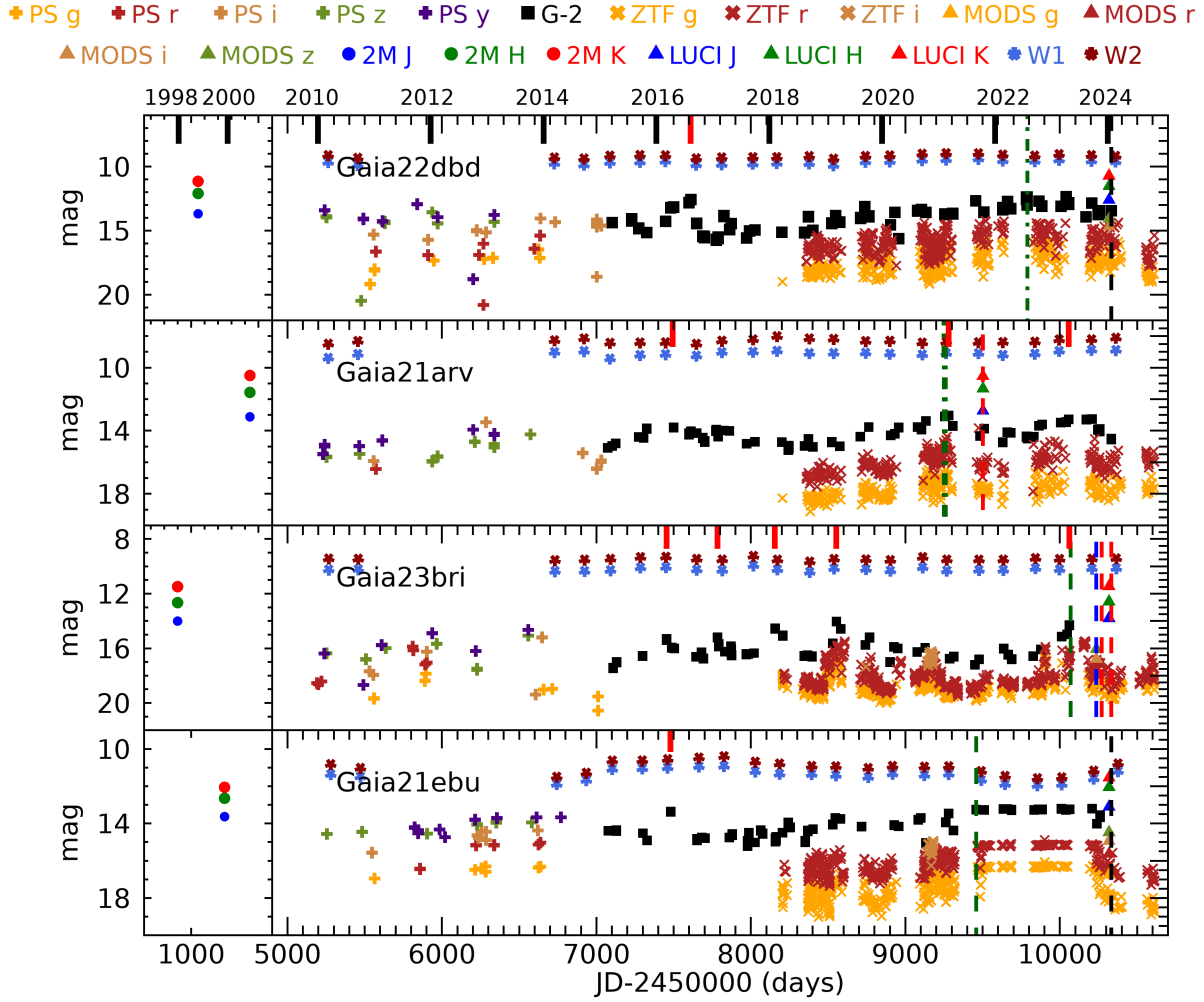 PS g PS r PS i PS z PS y G-2 ZTF g ZTF r ZTF i MODS g MODS r
MODS i MODS z 2M J 2M H 2M K LUCI J LUCI H LUCI K W1 W2
1998 2000 2010 2012 2014 2016 2018 2020 2022 2024
Gaia22dbd
10
15
20
mag
Gaia21arv
10
14
18
mag
Gaia23bri
8
12
16
20
mag
Gaia21ebu
10
14
18
mag
1000 5000 6000 7000 8000 9000 10000
JD-2450000 (days)